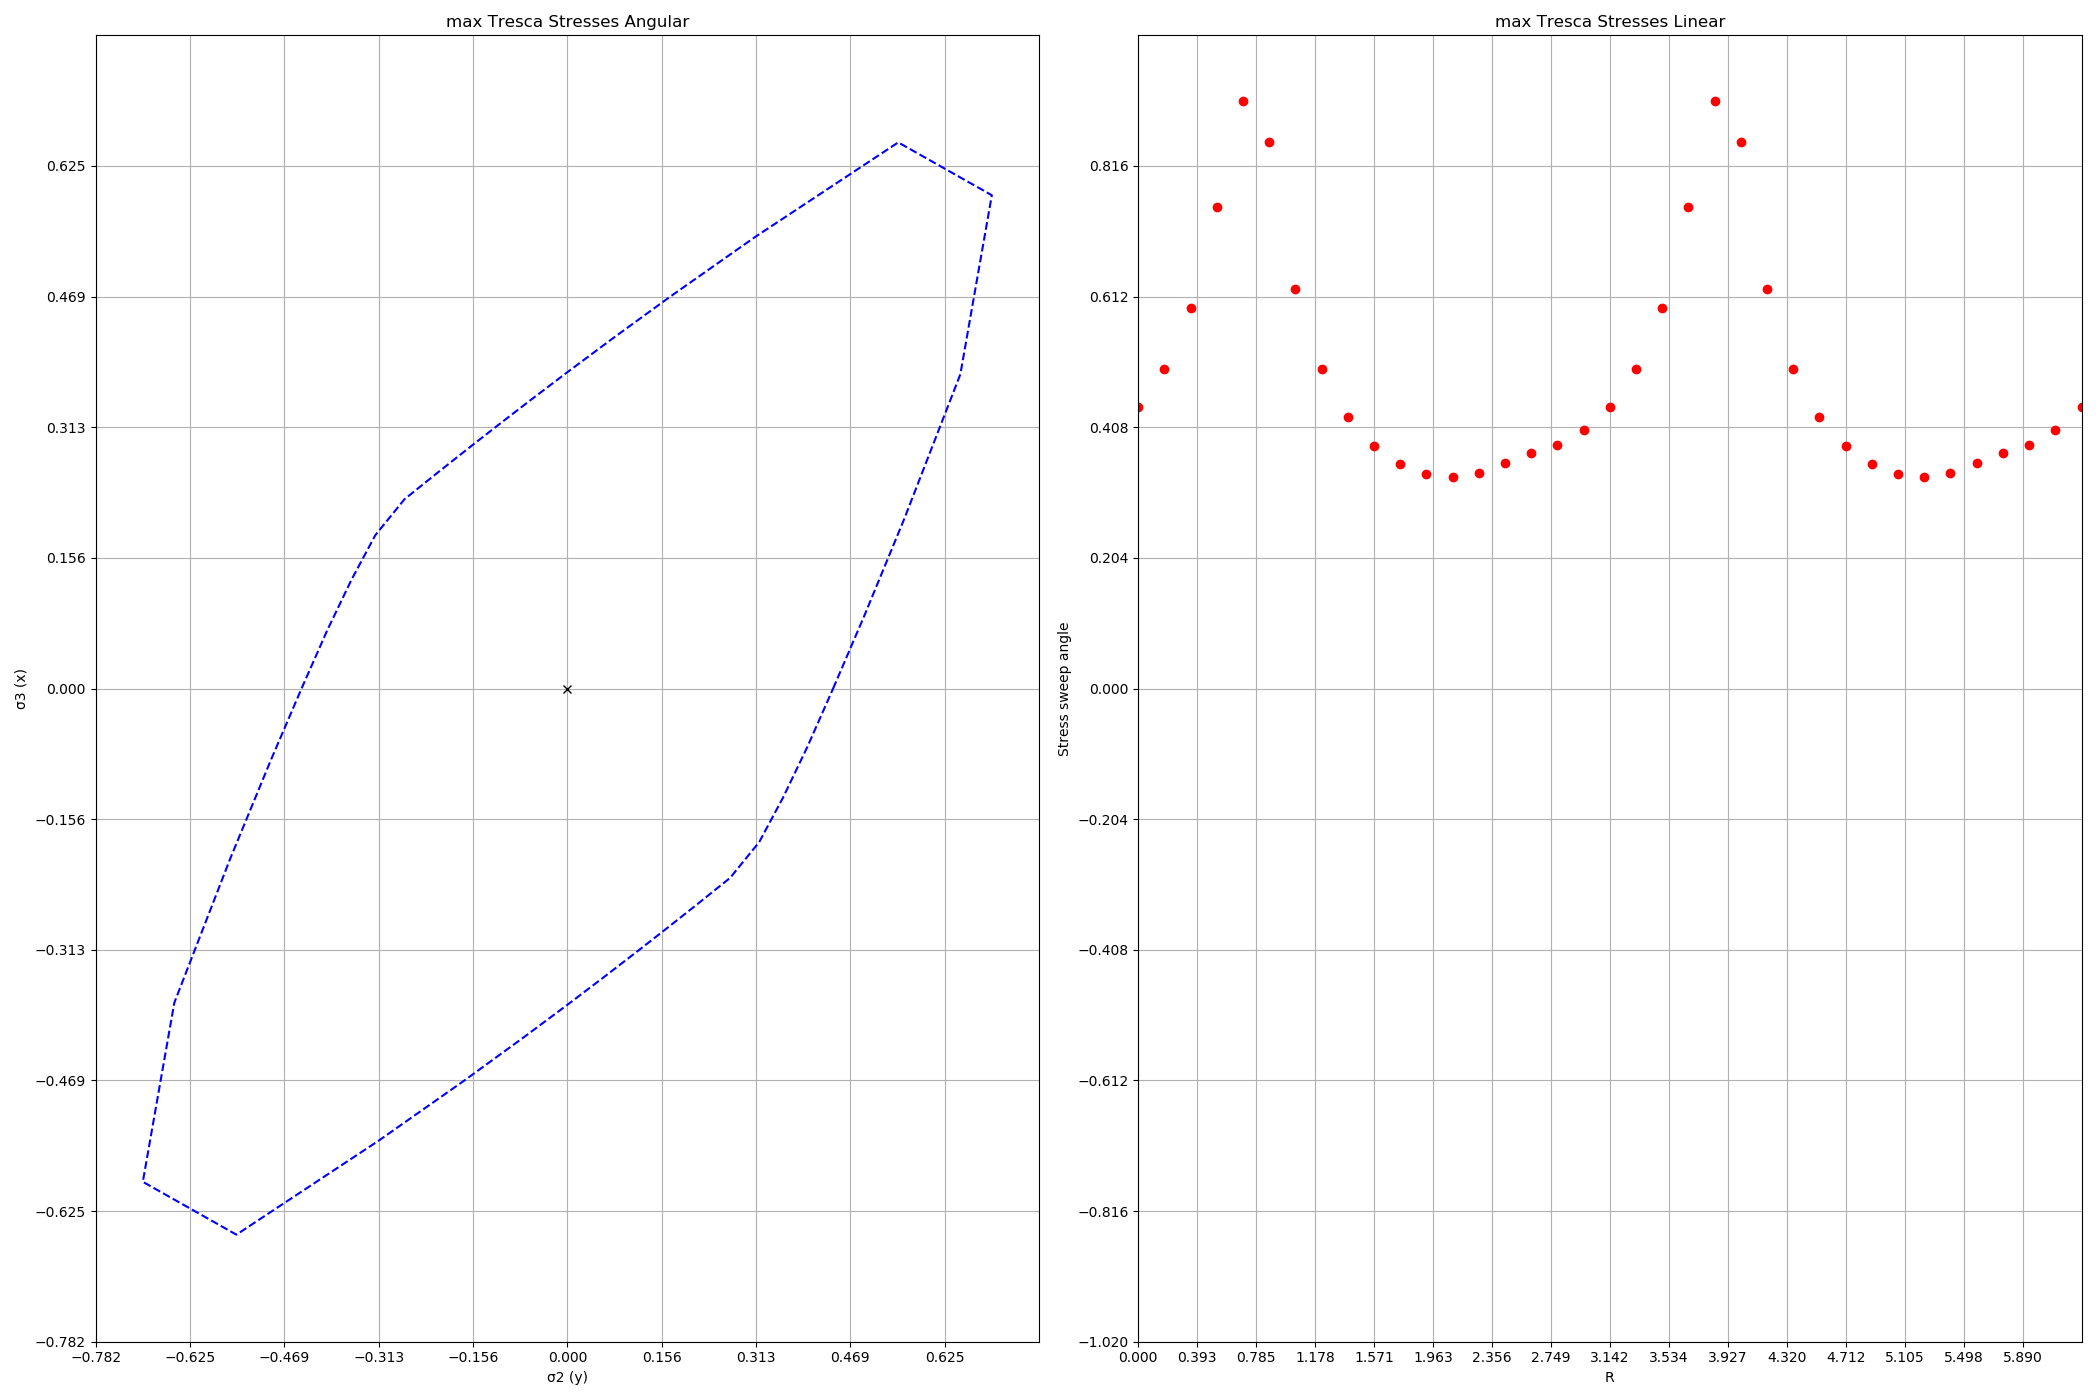 max Tresca Stresses Angular
0.625
0.469
0.313
0.156
0.000
−0.156
−0.313
−0.469
−0.625
−0.782
σ3 (x)
−0.782 −0.625 −0.469 −0.313 −0.156 0.000 0.156 0.313 0.469 0.625
σ2 (y)
max Tresca Stresses Linear
0.816
0.612
0.408
0.204
0.000
−0.204
−0.408
−0.612
−0.816
−1.020
Stress sweep angle
0.000 0.393 0.785 1.178 1.571 1.963 2.356 2.749 3.142 3.534 3.927 4.320 4.712 5.105 5.498 5.890
R